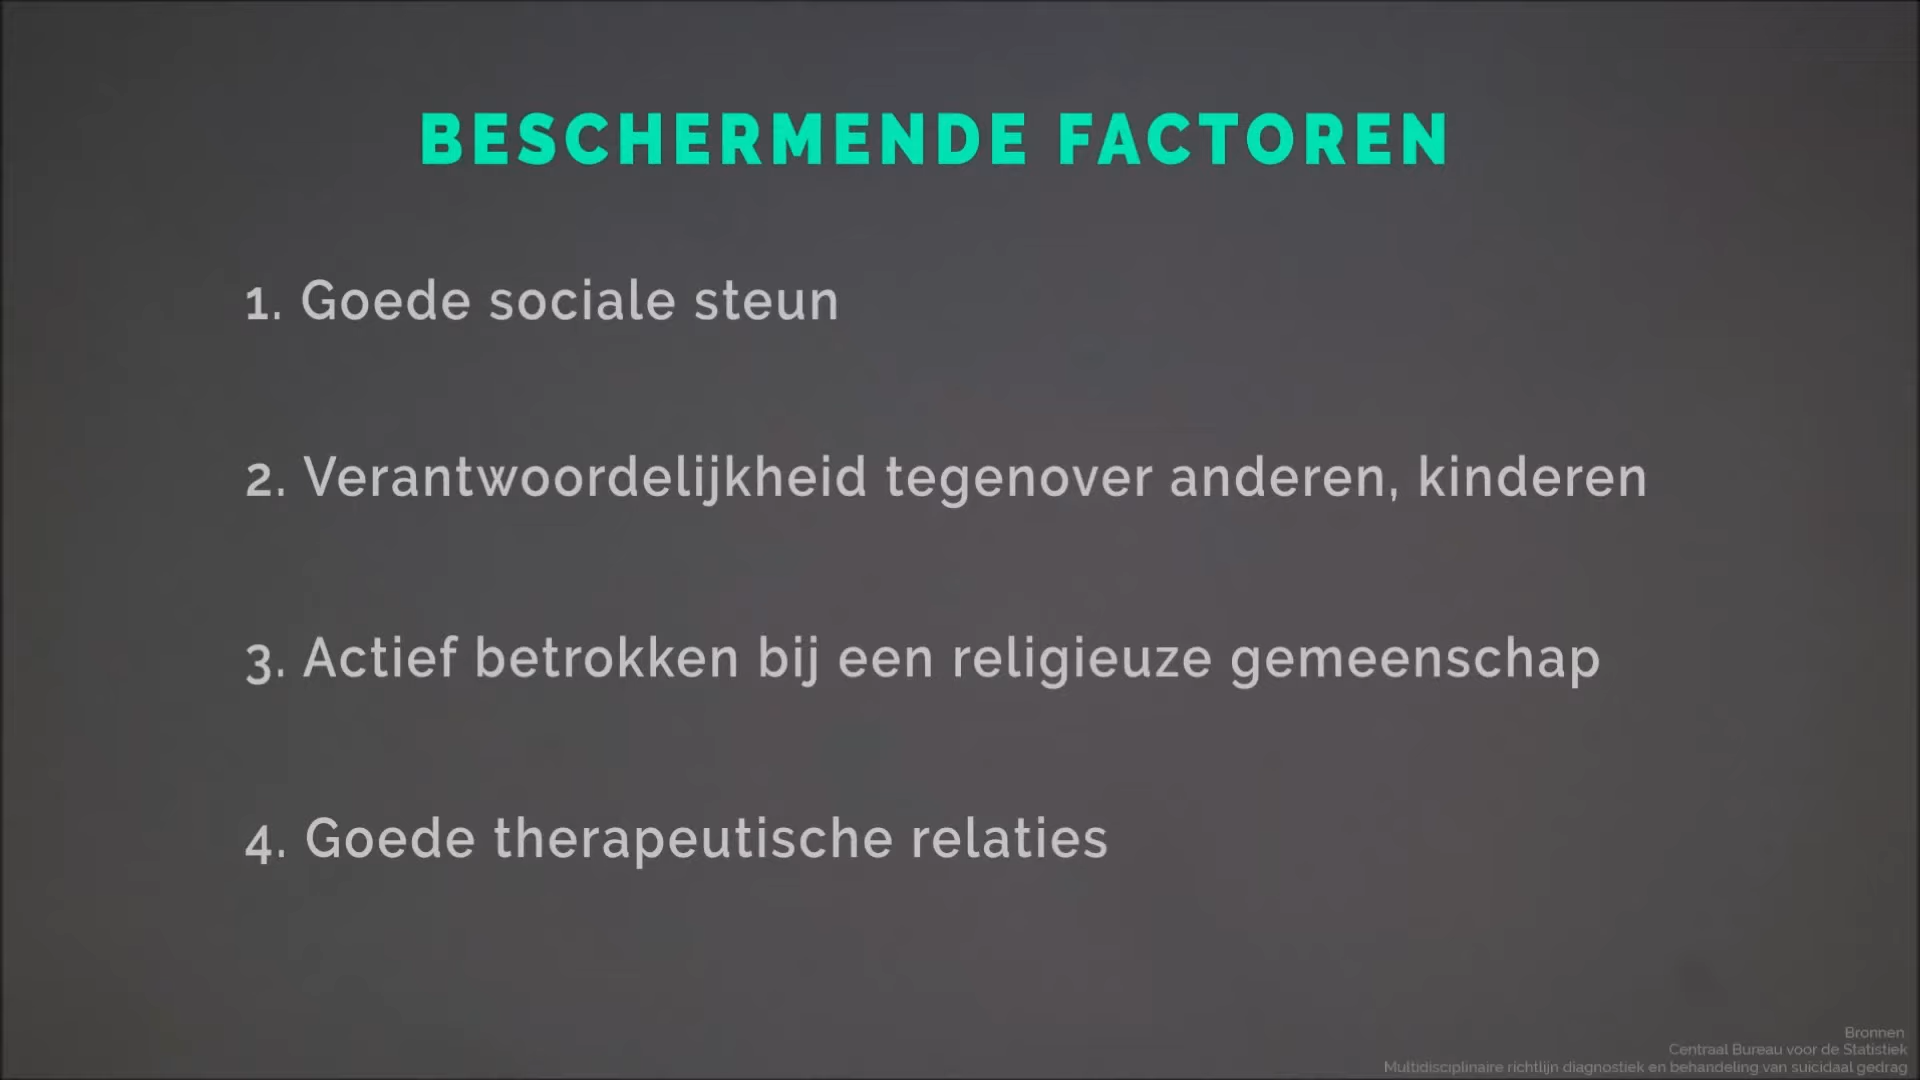 BESCHERMENDE FACTOREN
1. Goede sociale steun
2. Verantwoordelijkheid tegenover anderen, kinderen
3. Actief betrokken bij een religieuze gemeenschap
4. Goede therapeutische relaties
Bronnen
Centraal Bureau voor de Statistiek
Multidisciplinaire richtlijn diagnostiek en behandeling van suicidaal gedrag